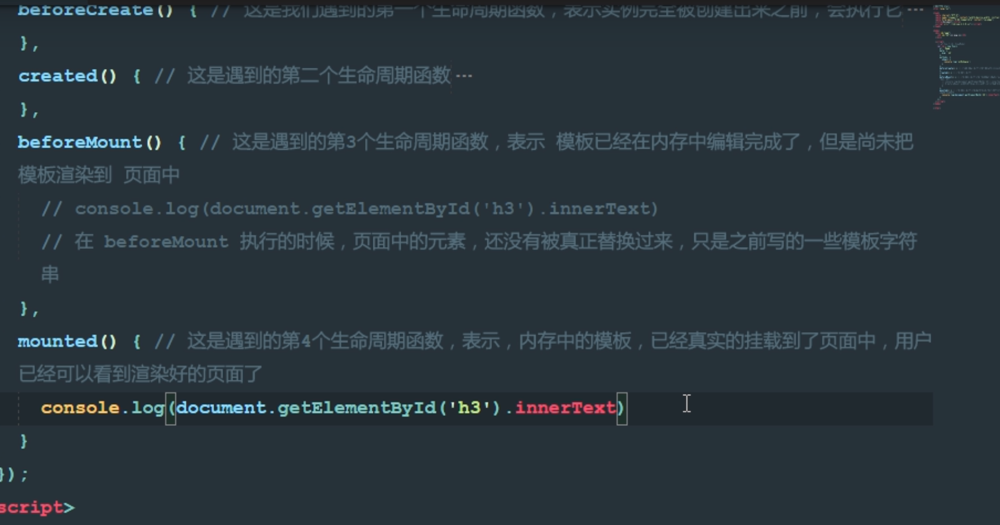 beforeCreate() { // 这是我们遇到的第一个生命周期函数，表示实例完全被创建出来之前，会执行它 ···
},
created() { // 这是遇到的第二个生命周期函数 ···
},
beforeMount() { // 这是遇到的第3个生命周期函数，表示 模板已经在内存中编辑完成了，但是尚未把
模板渲染到 页面中
// console.log(document.getElementById('h3').innerText)
// 在 beforeMount 执行的时候，页面中的元素，还没有被真正替换过来，只是之前写的一些模板字符
串
},
mounted() { // 这是遇到的第4个生命周期函数，表示，内存中的模板，已经真实的挂载到了页面中，用户
已经可以看到渲染好的页面了
console.log(document.getElementById('h3').innerText)
}
});
script>